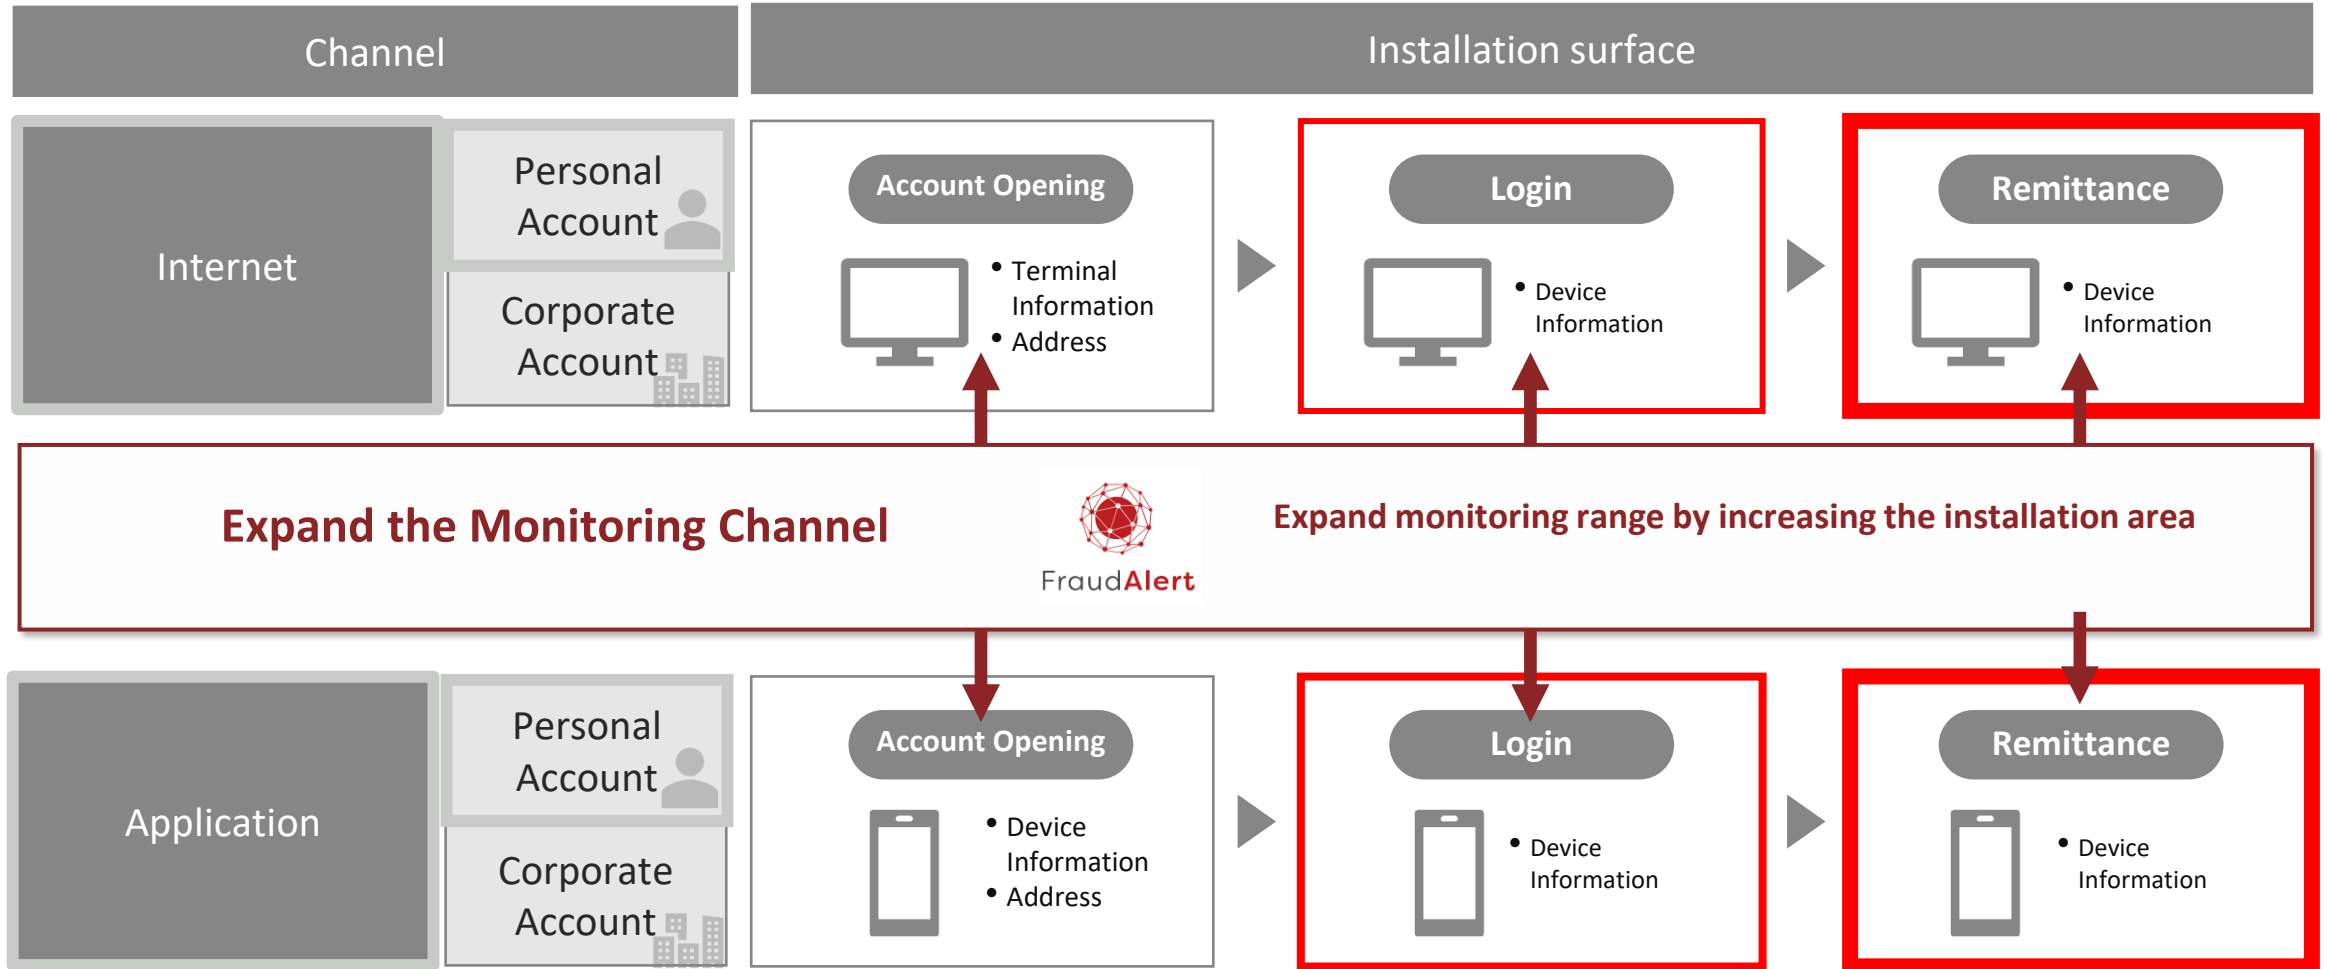 Channel
Installation surface
Internet
Personal
Account
Corporate
Account
Account Opening
• Terminal
Information
• Address
Login
• Device
Information
Remittance
• Device
Information
Expand the Monitoring Channel
FraudAlert
Expand monitoring range by increasing the installation area
Application
Personal
Account
Corporate
Account
Account Opening
• Device
Information
• Address
Login
• Device
Information
Remittance
• Device
Information